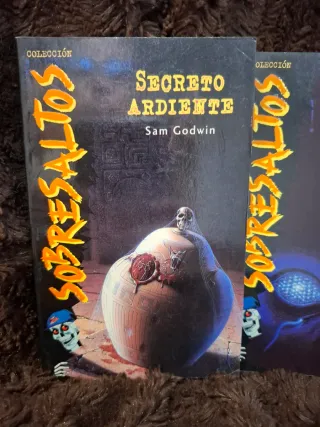 COLECCIÓN
SOBRESALTOS
SECRETO
ARDIENTE
Sam Godwin
COLECCIÓN
SOBRESALTOS